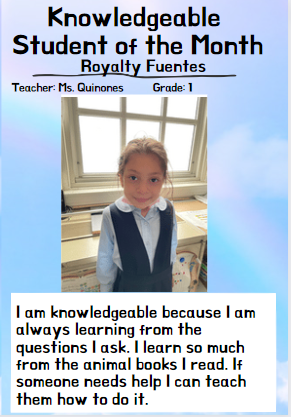 Knowledgeable
Student of the Month
Royalty Fuentes
Teacher: Ms. Quinones Grade: 1
I am knowledgeable because I am
always learning from the
questions I ask. I learn so much
from the animal books I read. If
someone needs help I can teach
them how to do it.